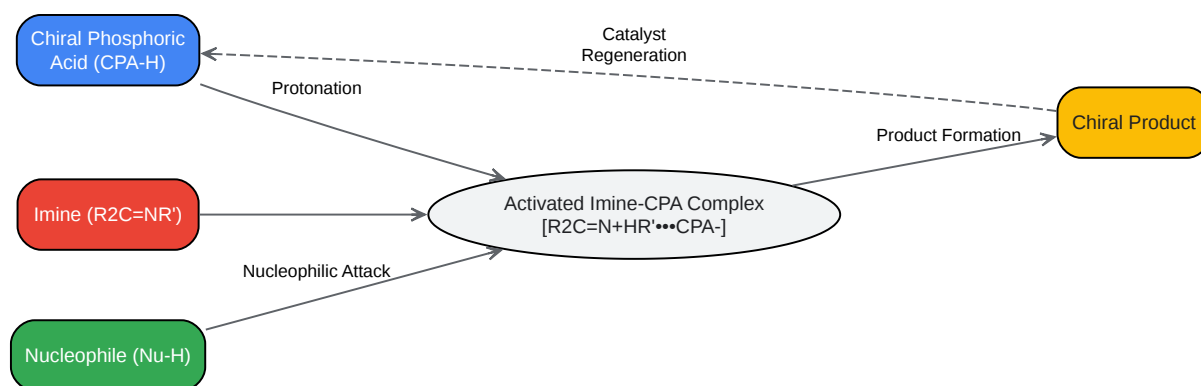 Catalyst
Regeneration
Chiral Phosphoric
Acid (CPA-H)
Protonation
Chiral Product
Product Formation
Imine (R2C=NR')
Activated Imine-CPA Complex
[R2C=N+HR'•••CPA-]
Nucleophilic Attack
Nucleophile (Nu-H)